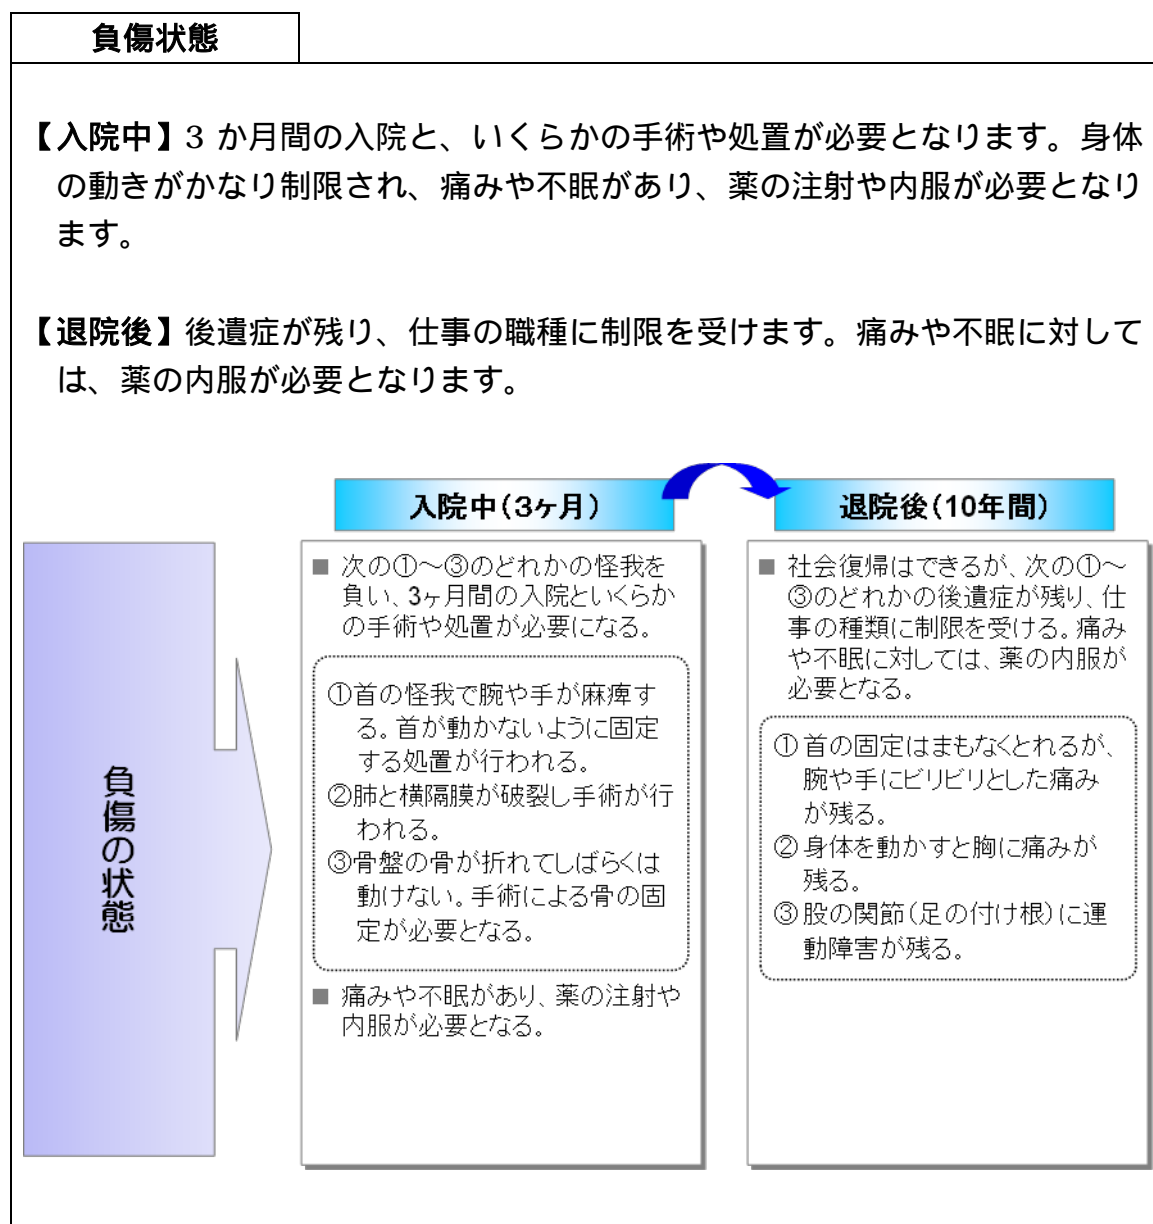 負傷状態
【入院中】3 か月間の入院と、いくらかの手術や処置が必要となります。身体
の動きがかなり制限され、痛みや不眠があり、薬の注射や内服が必要となり
ます。
【退院後】後遺症が残り、仕事の職種に制限を受けます。痛みや不眠に対して
は、薬の内服が必要となります。
負傷の状態
入院中(3ヶ月)
■ 次の①～③のどれかの怪我を
負い、3ヶ月間の入院といくらか
の手術や処置が必要になる。
①首の怪我で腕や手が麻痺す
る。首が動かないように固定
する処置が行われる。
②肺と横隔膜が破裂し手術が行
われる。
③骨盤の骨が折れてしばらくは
動けない。手術による骨の固
定が必要となる。
■ 痛みや不眠があり、薬の注射や
内服が必要となる。
退院後(10年間)
■ 社会復帰はできるが、次の①～
③のどれかの後遺症が残り、仕
事の種類に制限を受ける。痛み
や不眠に対しては、薬の内服が
必要となる。
① 首の固定はまもなくとれるが、
腕や手にビリビリとした痛み
が残る。
② 身体を動かすと胸に痛みが
残る。
③ 股の関節(足の付け根)に運
動障害が残る。